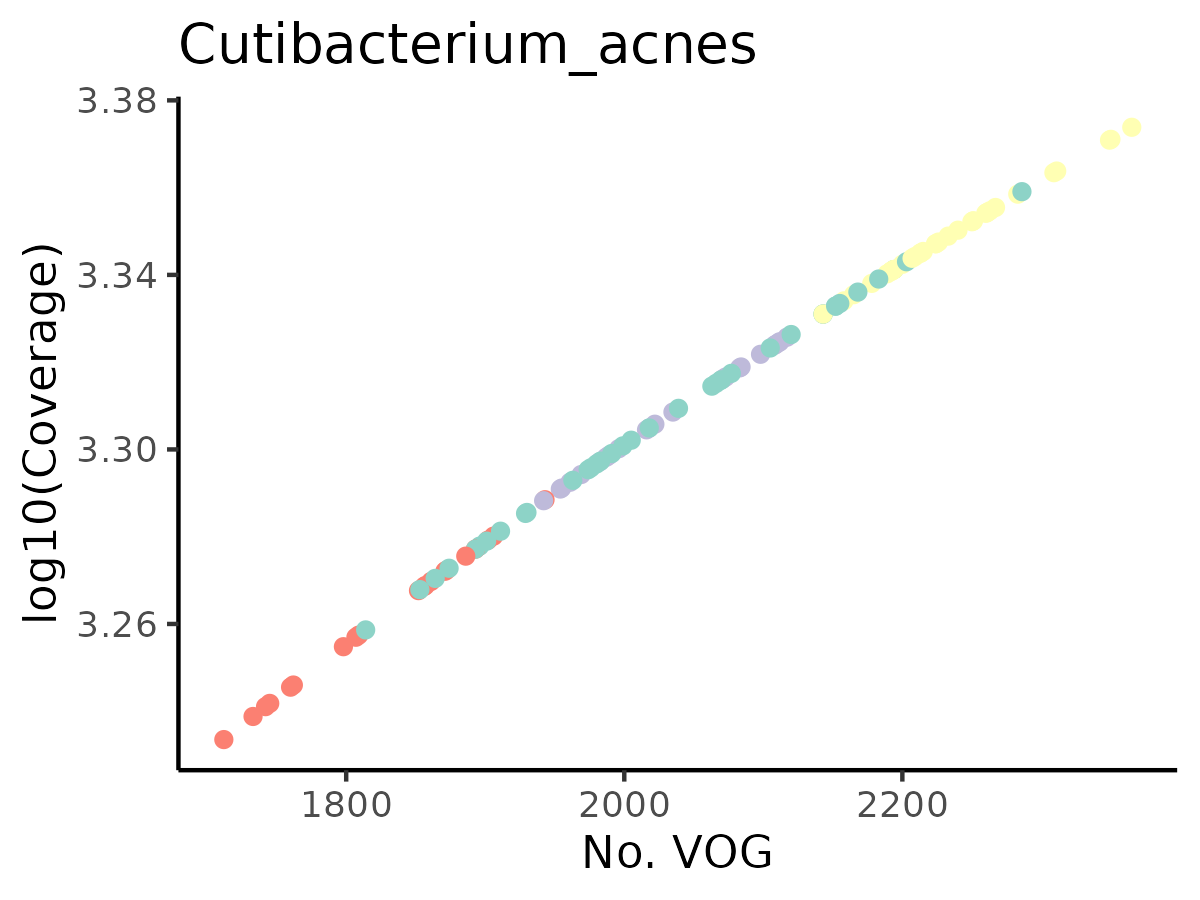 Cutibacterium_acnes
log10(Coverage)
3.38
3.34
3.30
3.26
1800 2000 2200
No. VOG